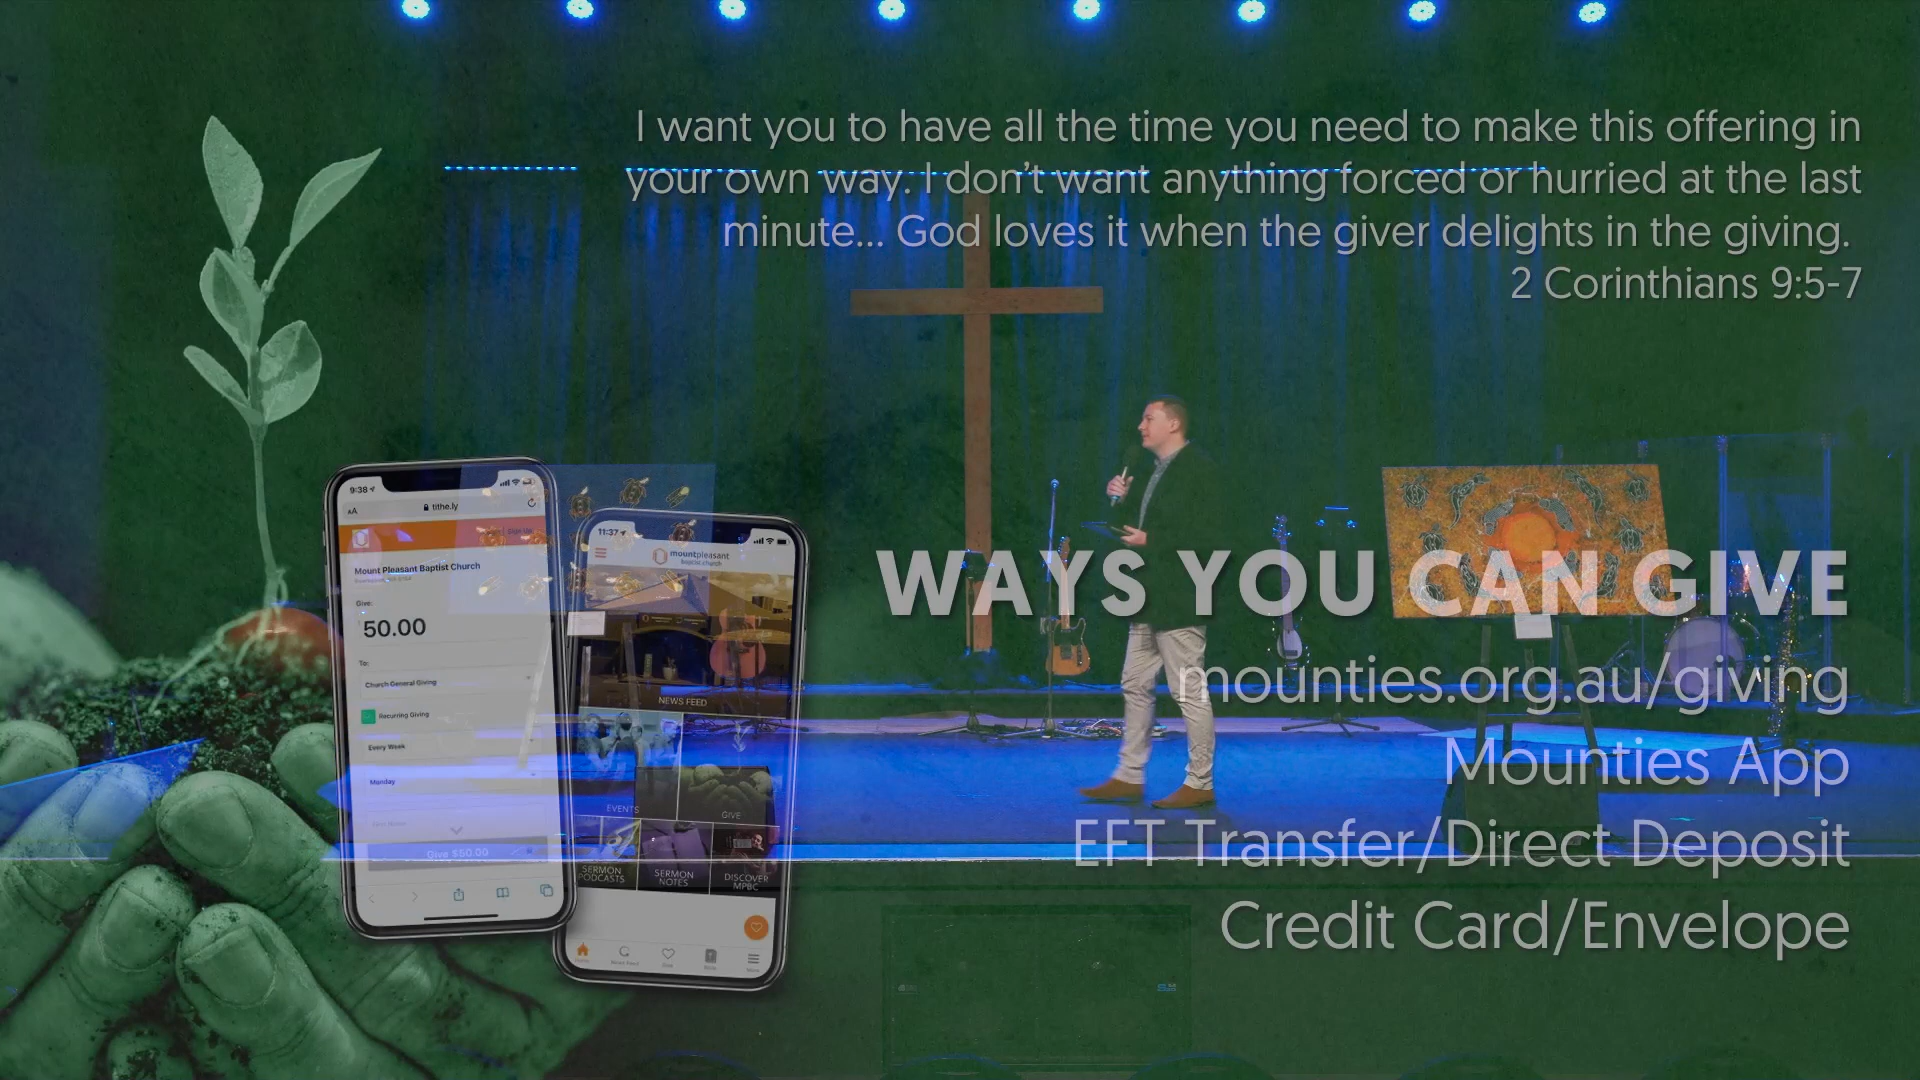 I want you to have all the time you need to make this offering in
your own way. I don't want anything forced or hurried at the last
minute... God loves it when the giver delights in the giving.
2 Corinthians 9:5-7
WAYS YOU CAN GIVE
mounties.org.au/giving
Mounties App
EFT Transfer/Direct Deposit
Credit Card/Envelope
9:38
AA
tithe.ly
Sign Up
Mount Pleasant Baptist Church
Give:
50.00
To:
Church General Giving
Recurring Giving
Every Week
Monday
Give $50.00
11:37
mountpleasant
baptist church
NEWS FEED
EVENTS
GIVE
SERMON
PODCASTS
SERMON
NOTES
DISCOVER
MPBC